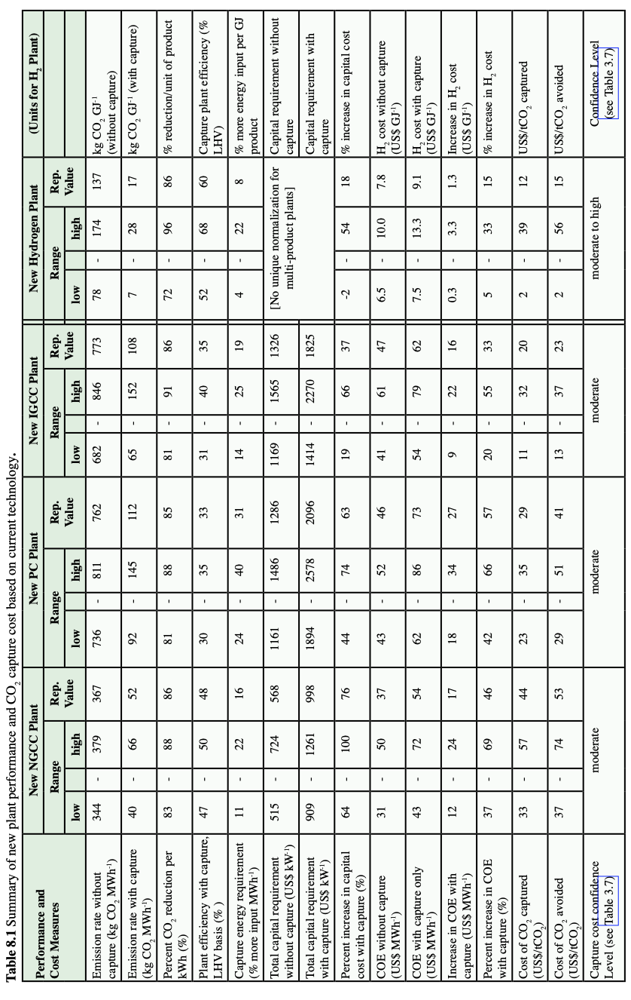 Table 8.1 Summary of new plant performance and CO2 capture cost based on current technology.
Performance and Cost Measures | New NGCC Plant | New PC Plant | New IGCC Plant | New Hydrogen Plant | (Units for H2 Plant)
Range | Rep. Value | Range | Rep. Value | Range | Rep. Value | Range | Rep. Value
low | high | low | high | low | high | low | high
Emission rate without capture (kg CO2 MWh-1) | 344 - 379 | 367 | 736 - 811 | 762 | 682 - 846 | 773 | 78 - 174 | 137 | kg CO2 GJ-1 (without capture)
Emission rate with capture (kg CO2 MWh-1) | 40 - 66 | 52 | 92 - 145 | 112 | 65 - 152 | 108 | 7 - 28 | 17 | kg CO2 GJ-1 (with capture)
Percent CO2 reduction per kWh (%) | 83 - 88 | 86 | 81 - 88 | 85 | 81 - 91 | 86 | 72 - 96 | 86 | % reduction/unit of product
Plant efficiency with capture, LHV basis (% ) | 47 - 50 | 48 | 30 - 35 | 33 | 31 - 40 | 35 | 52 - 68 | 60 | Capture plant efficiency (% LHV)
Capture energy requirement (% more input MWh-1) | 11 - 22 | 16 | 24 - 40 | 31 | 14 - 25 | 19 | 4 - 22 | 8 | % more energy input per GJ product
Total capital requirement without capture (US$ kW-1) | 515 - 724 | 568 | 1161 - 1486 | 1286 | 1169 - 1565 | 1326 | [No unique normalization for multi-product plants] | Capital requirement without capture
Total capital requirement with capture (US$ kW-1) | 909 - 1261 | 998 | 1894 - 2578 | 2096 | 1414 - 2270 | 1825 | Capital requirement with capture
Percent increase in capital cost with capture (%) | 64 - 100 | 76 | 44 - 74 | 63 | 19 - 66 | 37 | -2 - 54 | 18 | % increase in capital cost
COE without capture (US$ MWh-1) | 31 - 50 | 37 | 43 - 52 | 46 | 41 - 61 | 47 | 6.5 - 10.0 | 7.8 | H2 cost without capture (US$ GJ-1)
COE with capture only (US$ MWh-1) | 43 - 72 | 54 | 62 - 86 | 73 | 54 - 79 | 62 | 7.5 - 13.3 | 9.1 | H2 cost with capture (US$ GJ-1)
Increase in COE with capture (US$ MWh-1) | 12 - 24 | 17 | 18 - 34 | 27 | 9 - 22 | 16 | 0.3 - 3.3 | 1.3 | Increase in H2 cost (US$ GJ-1)
Percent increase in COE with capture (%) | 37 - 69 | 46 | 42 - 66 | 57 | 20 - 55 | 33 | 5 - 33 | 15 | % increase in H2 cost
Cost of CO2 captured (US$/tCO2) | 33 - 57 | 44 | 23 - 35 | 29 | 11 - 32 | 20 | 2 - 39 | 12 | US$/tCO2 captured
Cost of CO2 avoided (US$/tCO2) | 37 - 74 | 53 | 29 - 51 | 41 | 13 - 37 | 23 | 2 - 56 | 15 | US$/tCO2 avoided
Capture cost confidence Level (see Table 3.7) | moderate | moderate | moderate | moderate to high | Confidence Level (see Table 3.7)